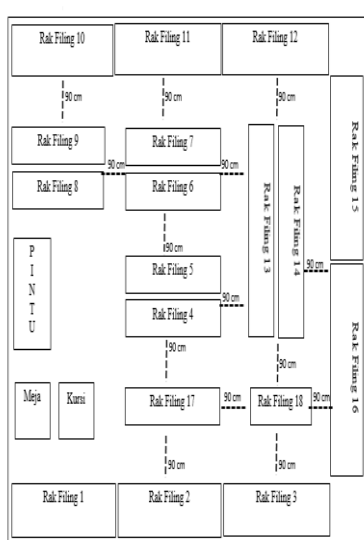 Rak Filing 10
Rak Filing 11
Rak Filing 12
90 cm
90 cm
90 cm
Rak Filing 9
Rak Filing 7
90 cm
90 cm
Rak Filing 8
Rak Filing 6
Rak Filing 13
Rak Filing 14
Rak Filing 15
90 cm
P
I
N
T
U
Rak Filing 5
90 cm
90 cm
Rak Filing 4
90 cm
90 cm
Rak Filing 16
Meja
Kursi
Rak Filing 17
90 cm
Rak Filing 18
90 cm
90 cm
90 cm
Rak Filing 1
Rak Filing 2
Rak Filing 3